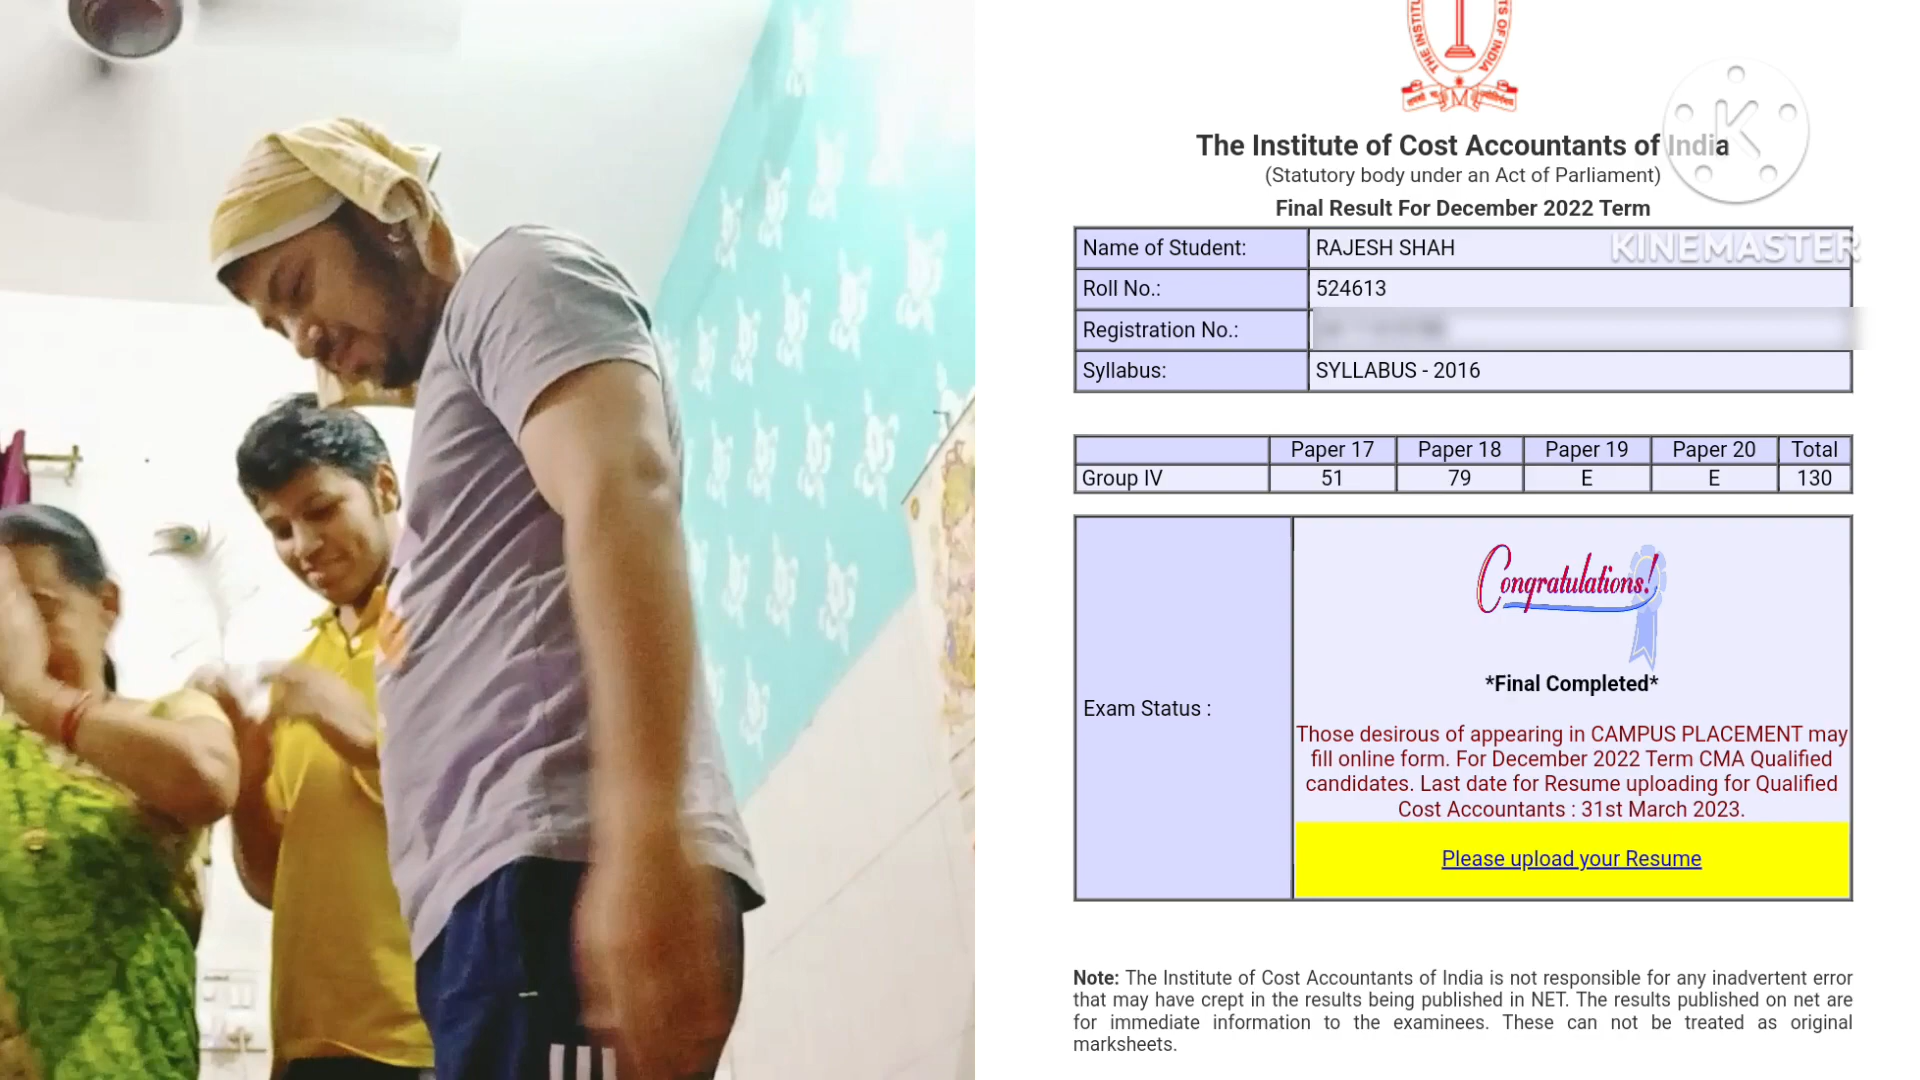 THE INSTITU TS OF INDIA
The Institute of Cost Accountants of India
(Statutory body under an Act of Parliament)
Final Result For December 2022 Term
Name of Student: RAJESH SHAH
KINEMASTER
Roll No.: 524613
Registration No.:
Syllabus: SYLLABUS - 2016
Paper 17 Paper 18 Paper 19 Paper 20 Total
Group IV 51 79 E E 130
Congratulations!
*Final Completed*
Exam Status :
Those desirous of appearing in CAMPUS PLACEMENT may
fill online form. For December 2022 Term CMA Qualified
candidates. Last date for Resume uploading for Qualified
Cost Accountants : 31st March 2023.
Please upload your Resume
Note: The Institute of Cost Accountants of India is not responsible for any inadvertent error
that may have crept in the results being published in NET. The results published on net are
for immediate information to the examinees. These can not be treated as original
marksheets.